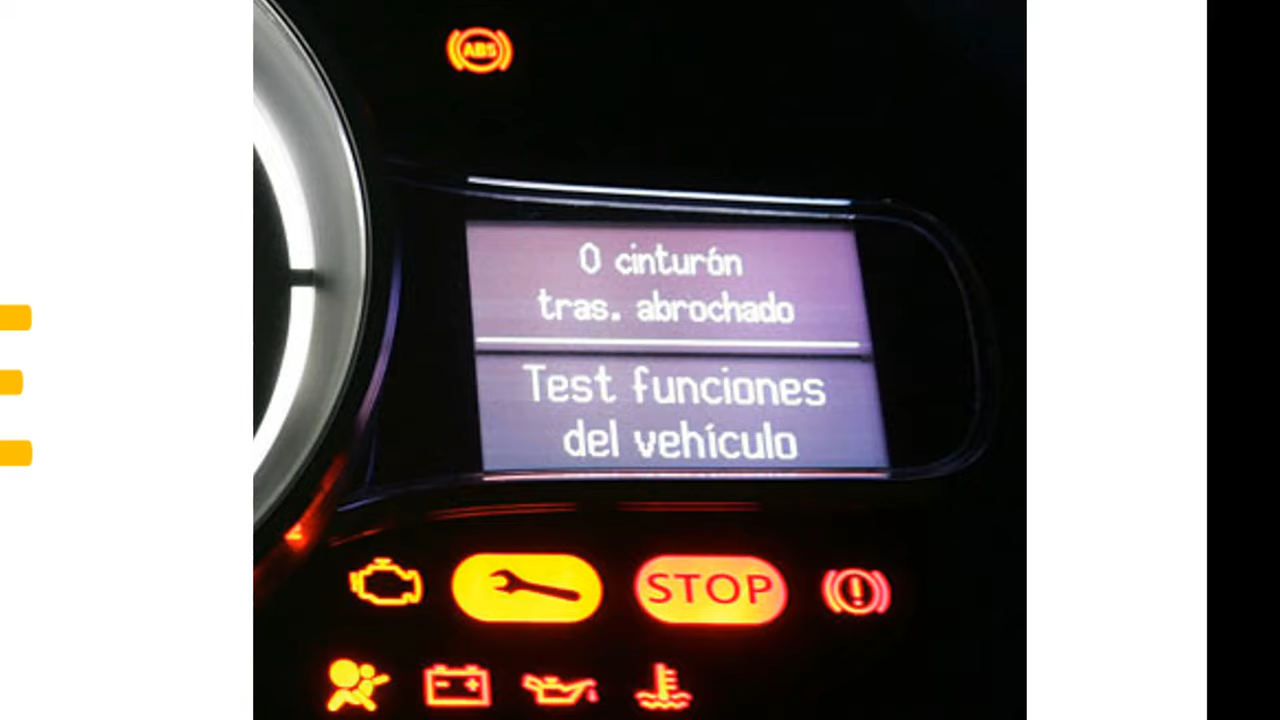 ABS
0 cinturón
tras. abrochado
Test funciones
del vehículo
STOP